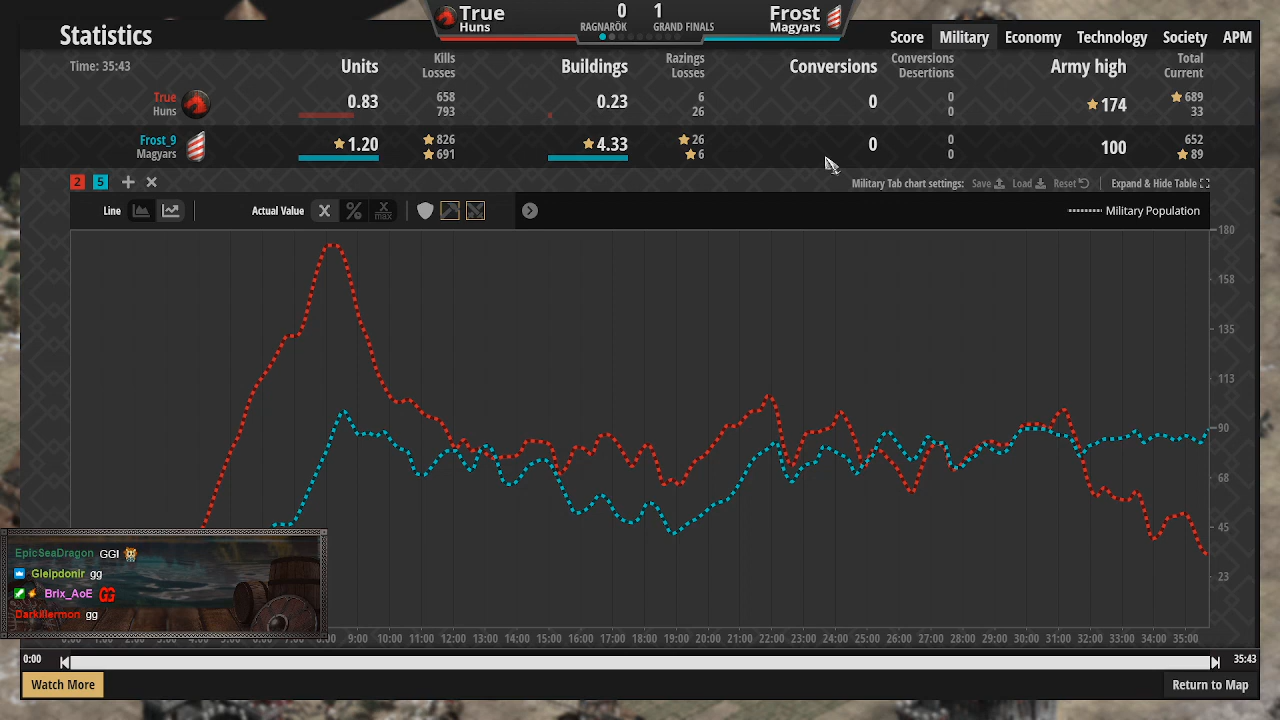 True
Huns
0
1
RAGNARÖK
GRAND FINALS
Frost
Magyars
Statistics
Score Military Economy Technology Society APM
Time: 35:43
Units
Kills
Losses
Buildings
Razings
Losses
Conversions
Conversions
Desertions
Army high
Total
Current
True
Huns
0.83
658
793
0.23
6
26
0
0
0
174
689
33
Frost_9
Magyars
1.20
826
691
4.33
26
6
0
0
0
100
652
89
2 5
Military Tab chart settings: Save Load Reset Expand & Hide Table
Line
Actual Value X % X max
Military Population
180
158
135
113
90
68
45
23
EpicSeaDragon GG!
Gleipdonir gg
Brix_AoE GG
Darkillermon gg
9:00 10:00 11:00 12:00 13:00 14:00 15:00 16:00 17:00 18:00 19:00 20:00 21:00 22:00 23:00 24:00 25:00 26:00 27:00 28:00 29:00 30:00 31:00 32:00 33:00 34:00 35:00
0:00
35:43
Watch More
Return to Map